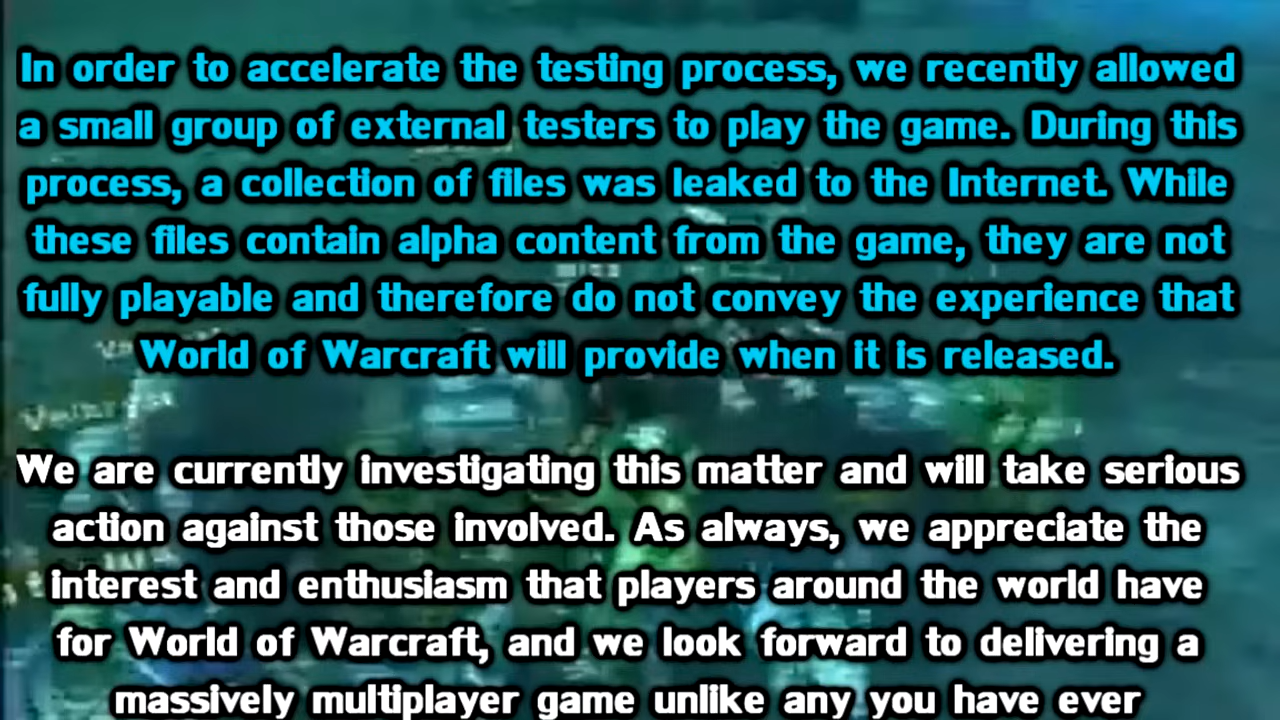 In order to accelerate the testing process, we recently allowed
a small group of external testers to play the game. During this
process, a collection of files was leaked to the Internet. While
these files contain alpha content from the game, they are not
fully playable and therefore do not convey the experience that
World of Warcraft will provide when it is released.
We are currently investigating this matter and will take serious
action against those involved. As always, we appreciate the
interest and enthusiasm that players around the world have
for World of Warcraft, and we look forward to delivering a
massively multiplayer game unlike any you have ever